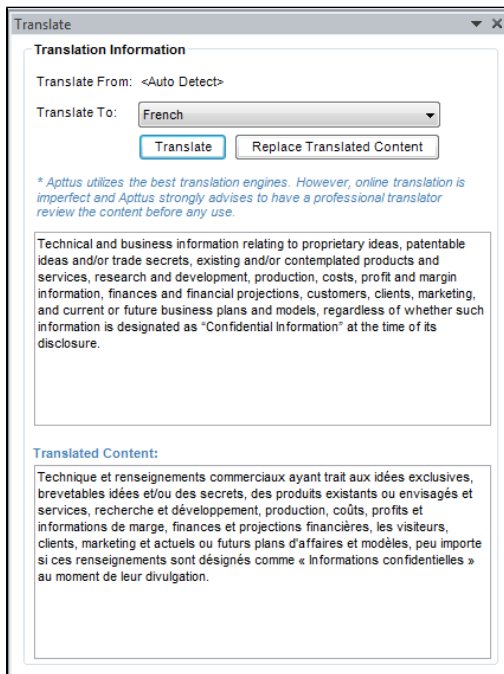 Translate
Translation Information
Translate From: <Auto Detect>
Translate To: French
Translate Replace Translated Content
* Apttus utilizes the best translation engines. However, online translation is
imperfect and Apttus strongly advises to have a professional translator
review the content before any use.
Technical and business information relating to proprietary ideas, patentable
ideas and/or trade secrets, existing and/or contemplated products and
services, research and development, production, costs, profit and margin
information, finances and financial projections, customers, clients, marketing,
and current or future business plans and models, regardless of whether such
information is designated as “Confidential Information” at the time of its
disclosure.
Translated Content:
Technique et renseignements commerciaux ayant trait aux idées exclusives,
brevetables idées et/ou des secrets, des produits existants ou envisagés et
services, recherche et développement, production, coûts, profits et
informations de marge, finances et projections financières, les visiteurs,
clients, marketing et actuels ou futurs plans d'affaires et modèles, peu importe
si ces renseignements sont désignés comme « Informations confidentielles »
au moment de leur divulgation.